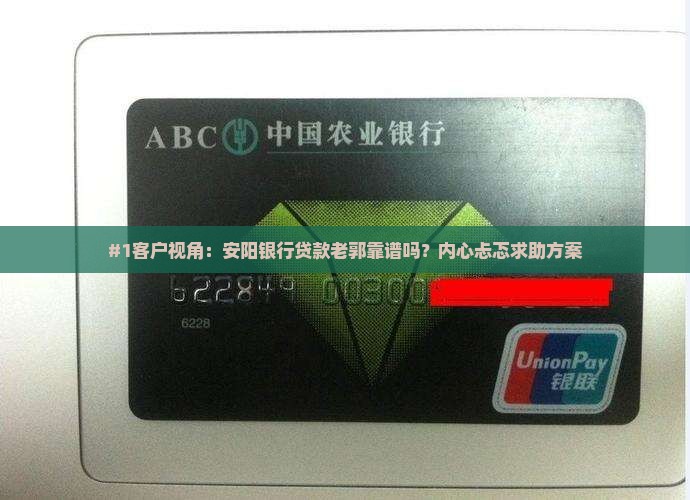 ABC 中国农业银行
#1客户视角：安阳银行贷款老郭靠谱吗？内心忐忑求助方案
622849 00300
6228
UnionPay
银联